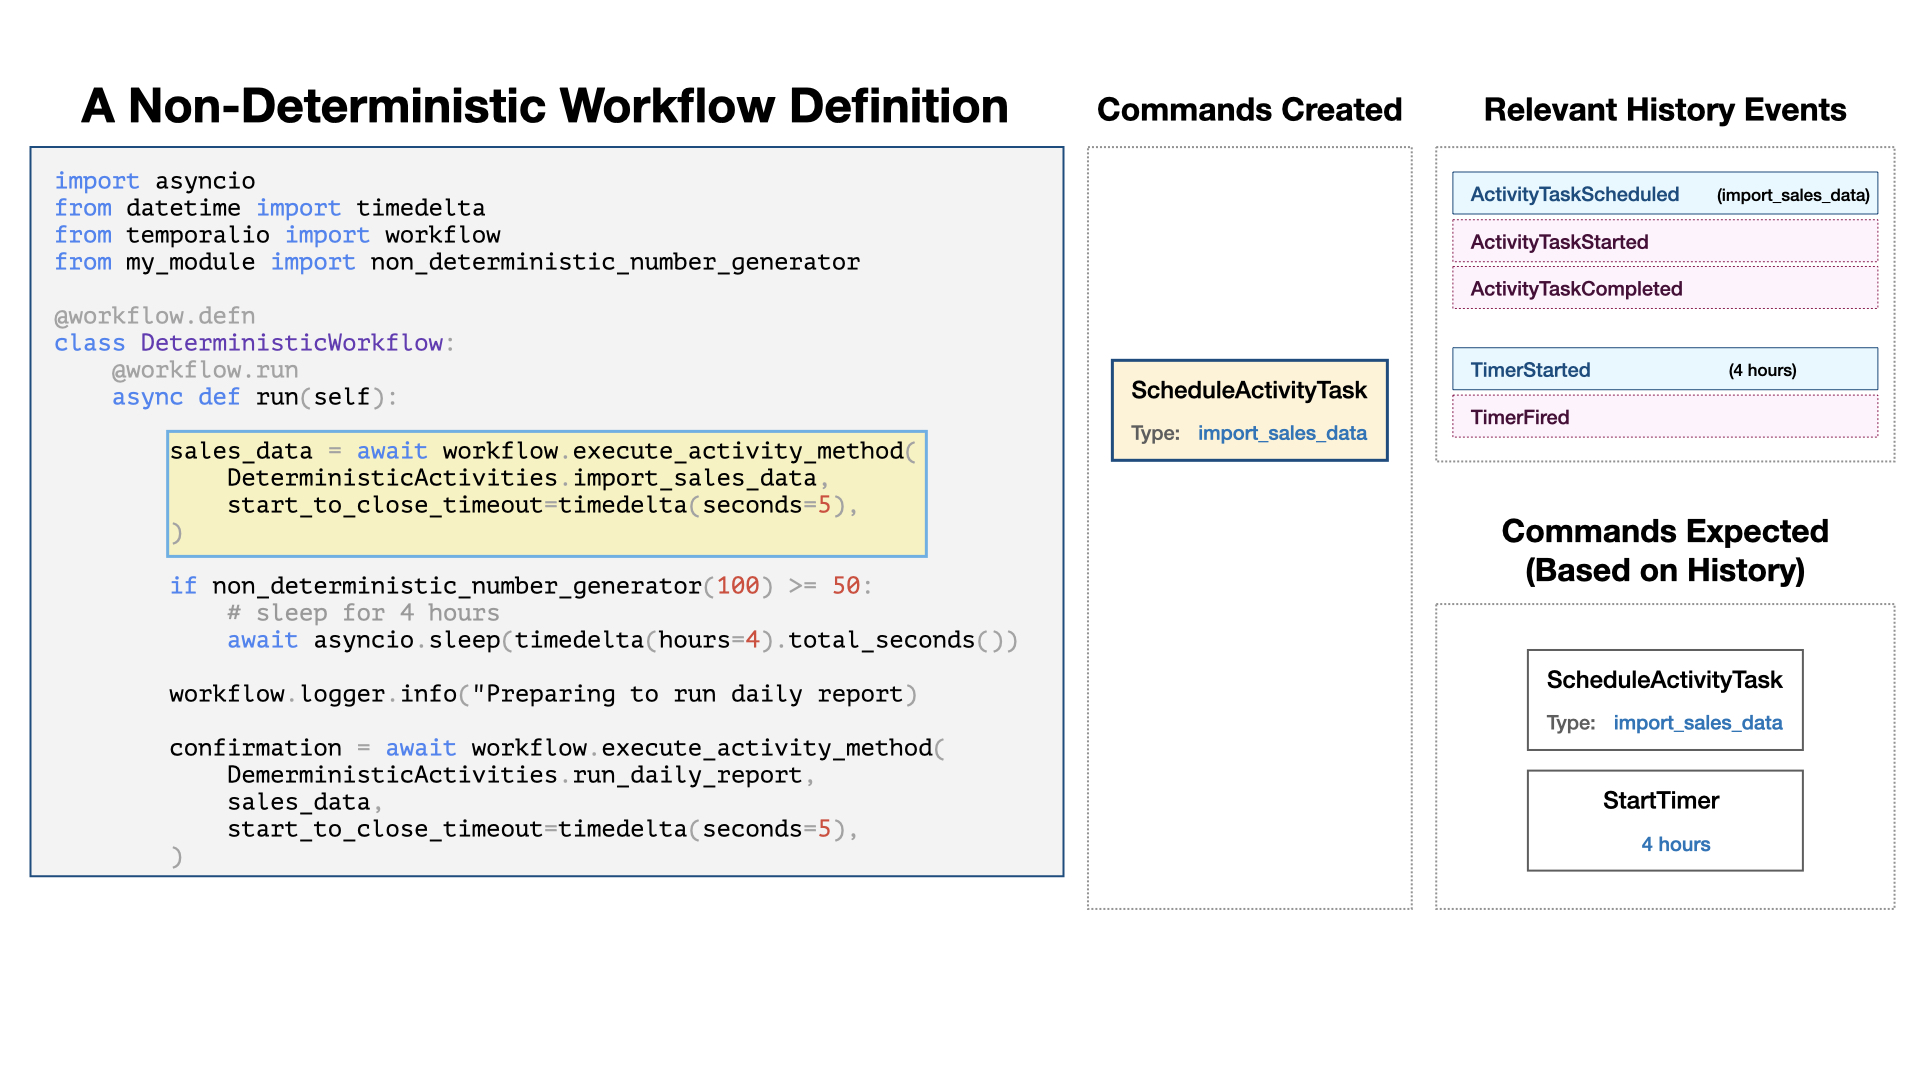 A Non-Deterministic Workflow Definition
import asyncio
from datetime import timedelta
from temporalio import workflow
from my_module import non_deterministic_number_generator
@workflow.defn
class DeterministicWorkflow:
    @workflow.run
    async def run(self):
        sales_data = await workflow.execute_activity_method(
            DeterministicActivities.import_sales_data,
            start_to_close_timeout=timedelta(seconds=5),
        )
        if non_deterministic_number_generator(100) >= 50:
            # sleep for 4 hours
            await asyncio.sleep(timedelta(hours=4).total_seconds())
        workflow.logger.info("Preparing to run daily report)
        confirmation = await workflow.execute_activity_method(
            DemerministicActivities.run_daily_report,
            sales_data,
            start_to_close_timeout=timedelta(seconds=5),
        )
Commands Created
ScheduleActivityTask
Type: import_sales_data
Relevant History Events
ActivityTaskScheduled (import_sales_data)
ActivityTaskStarted
ActivityTaskCompleted
TimerStarted (4 hours)
TimerFired
Commands Expected
(Based on History)
ScheduleActivityTask
Type: import_sales_data
StartTimer
4 hours